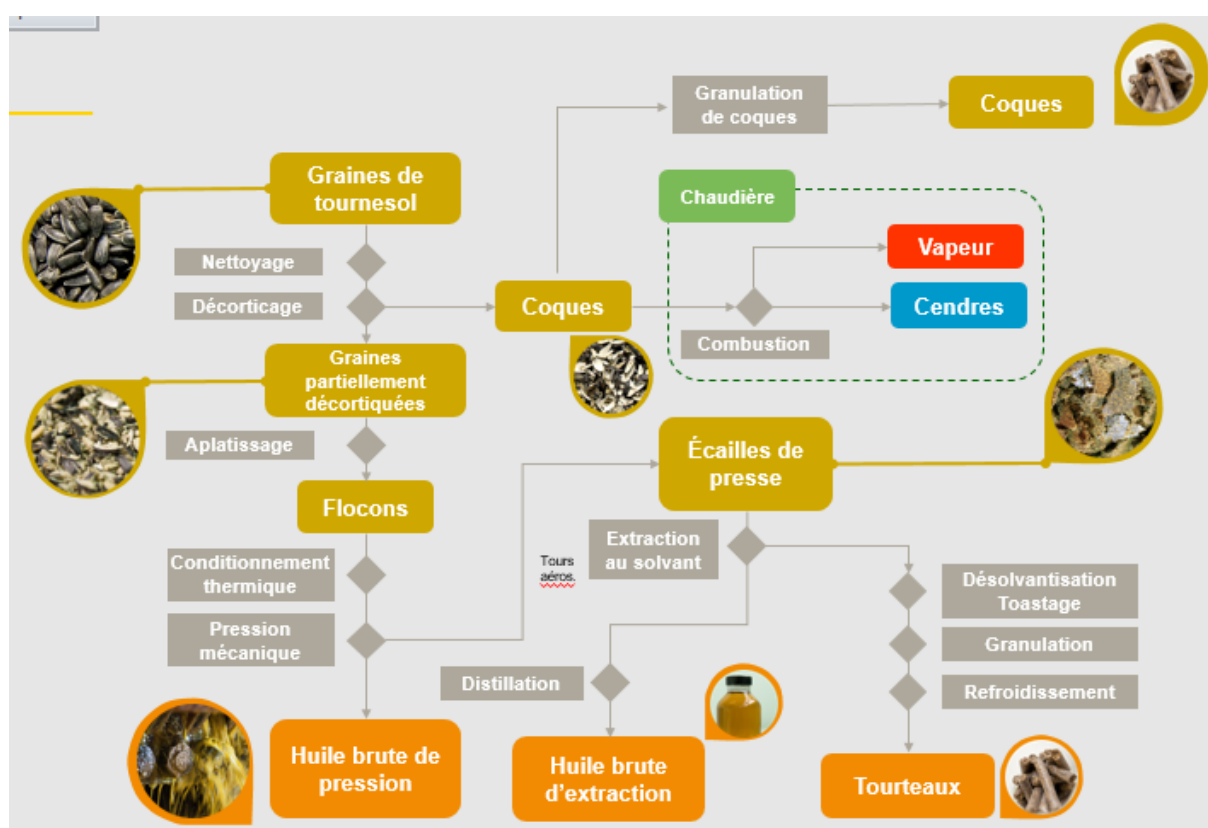 Granulation
de coques
Coques
Graines de
tournesol
Chaudière
Nettoyage
Vapeur
Décorticage
Coques
Cendres
Combustion
Graines
partiellement
décortiquées
Aplatissage
Écailles de
presse
Flocons
Extraction
au solvant
Tours
aéros.
Conditionnement
thermique
Désolvantisation
Toastage
Pression
mécanique
Granulation
Distillation
Refroidissement
Huile brute de
pression
Huile brute
d'extraction
Tourteaux